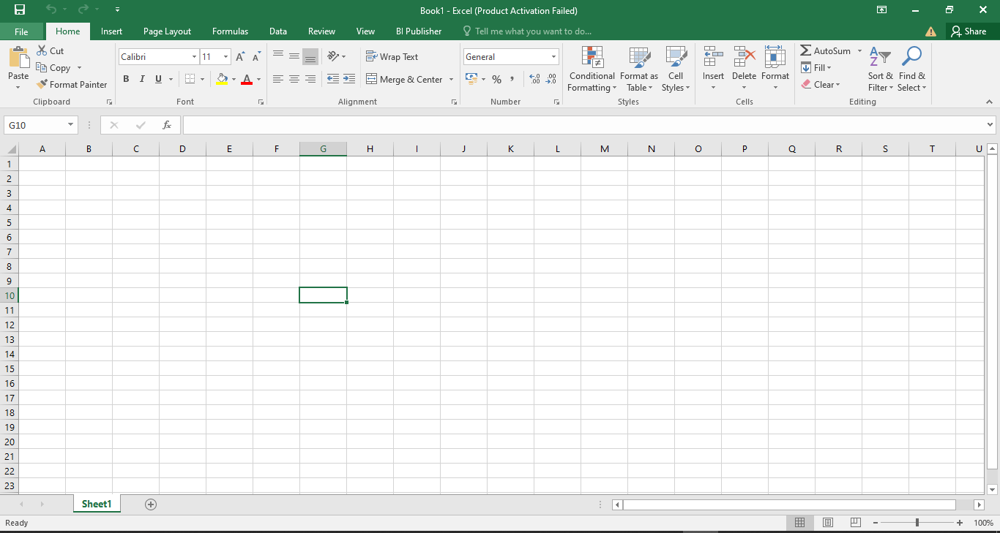 Book1 - Excel (Product Activation Failed)
File Home Insert Page Layout Formulas Data Review View BI Publisher Tell me what you want to do... Share
Paste
Cut
Copy
Format Painter
Clipboard
Calibri 11 A A
B I U A
Font
Wrap Text
Merge & Center
Alignment
General
% , .00 .00
Number
Conditional Formatting
Format as Table
Cell Styles
Styles
Insert Delete Format
Cells
AutoSum
Fill
Clear
Sort & Filter
Find & Select
Editing
G10 fx
A B C D E F G H I J K L M N O P Q R S T U
1
2
3
4
5
6
7
8
9
10
11
12
13
14
15
16
17
18
19
20
21
22
23
Sheet1
Ready 100%